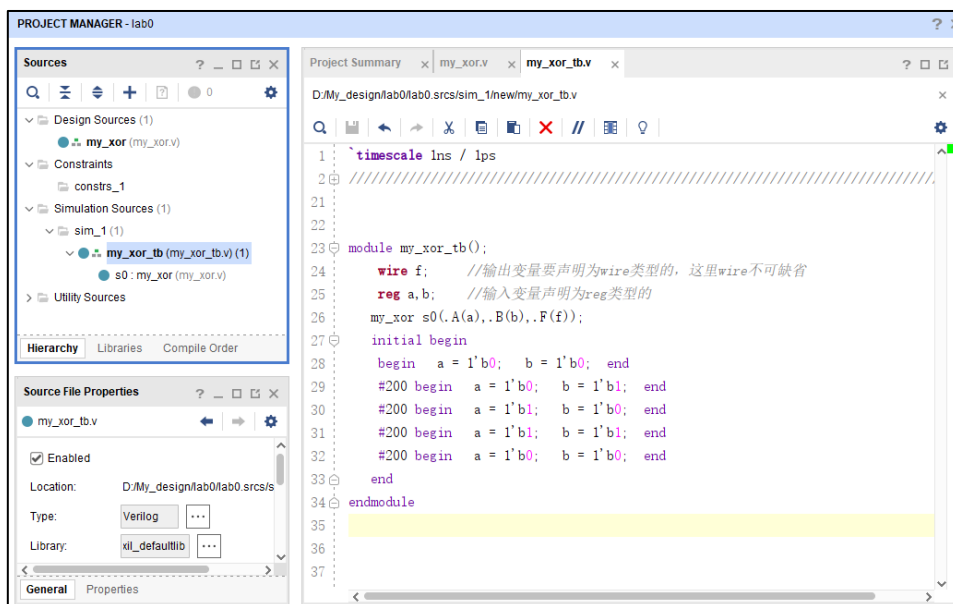 PROJECT MANAGER - lab0
Sources
0
Design Sources (1)
my_xor (my_xor.v)
Constraints
constrs_1
Simulation Sources (1)
sim_1 (1)
my_xor_tb (my_xor_tb.v) (1)
s0 : my_xor (my_xor.v)
Utility Sources
Hierarchy Libraries Compile Order
Source File Properties
my_xor_tb.v
Enabled
Location: D:/My_design/lab0/lab0.srcs/s
Type: Verilog
Library: xil_defaultlib
General Properties
Project Summary my_xor.v my_xor_tb.v
D:/My_design/lab0/lab0.srcs/sim_1/new/my_xor_tb.v
1 `timescale 1ns / 1ps
2 ////////////////////////////////////////////////////////////////////////////////
21
22
23 module my_xor_tb();
24 wire f; //输出变量要声明为wire类型的，这里wire不可缺省
25 reg a,b; //输入变量声明为reg类型的
26 my_xor s0(.A(a),.B(b),.F(f));
27 initial begin
28 begin a = 1'b0; b = 1'b0; end
29 #200 begin a = 1'b0; b = 1'b1; end
30 #200 begin a = 1'b1; b = 1'b0; end
31 #200 begin a = 1'b1; b = 1'b1; end
32 #200 begin a = 1'b0; b = 1'b0; end
33 end
34 endmodule
35
36
37